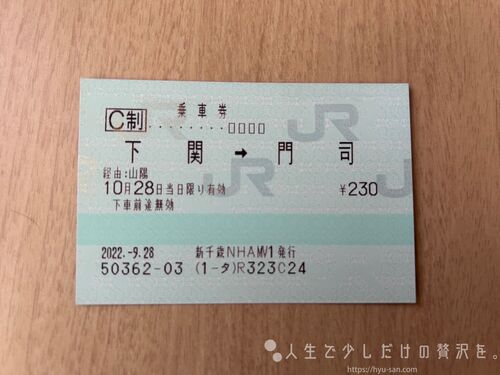 乗車券
C制 ········□□□□
下関→門司
経由:山陽
10月28日当日限り有効 ¥230
下車前途無効
2022.-9.28 新千歳NHAMV1発行
50362-03 (1-タ)R323C24
JR
JR
JR
JR
人生で少しだけの贅沢を。
https://hyu-san.com